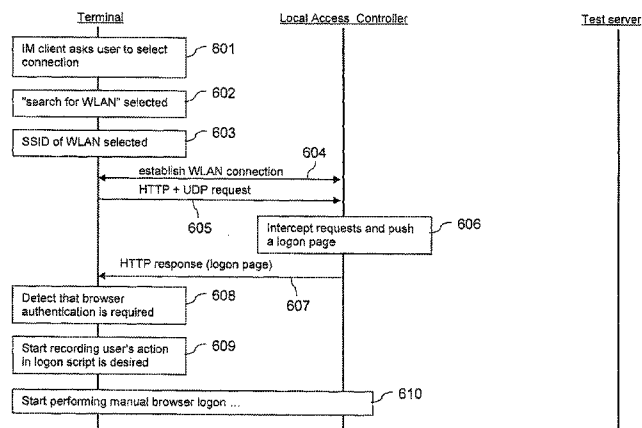 Terminal
Local Access Controller
Test server
IM client asks user to select
connection
601
"search for WLAN" selected
602
603
SSID of WLAN selected
604
establish WLAN connection
HTTP + UDP request
605
606
Intercept requests and push
a logon page
HTTP response (logon page)
607
Detect that browser
authentication is required
608
Start recording user's action
in logon script is desired
609
Start performing manual browser logon ...
610